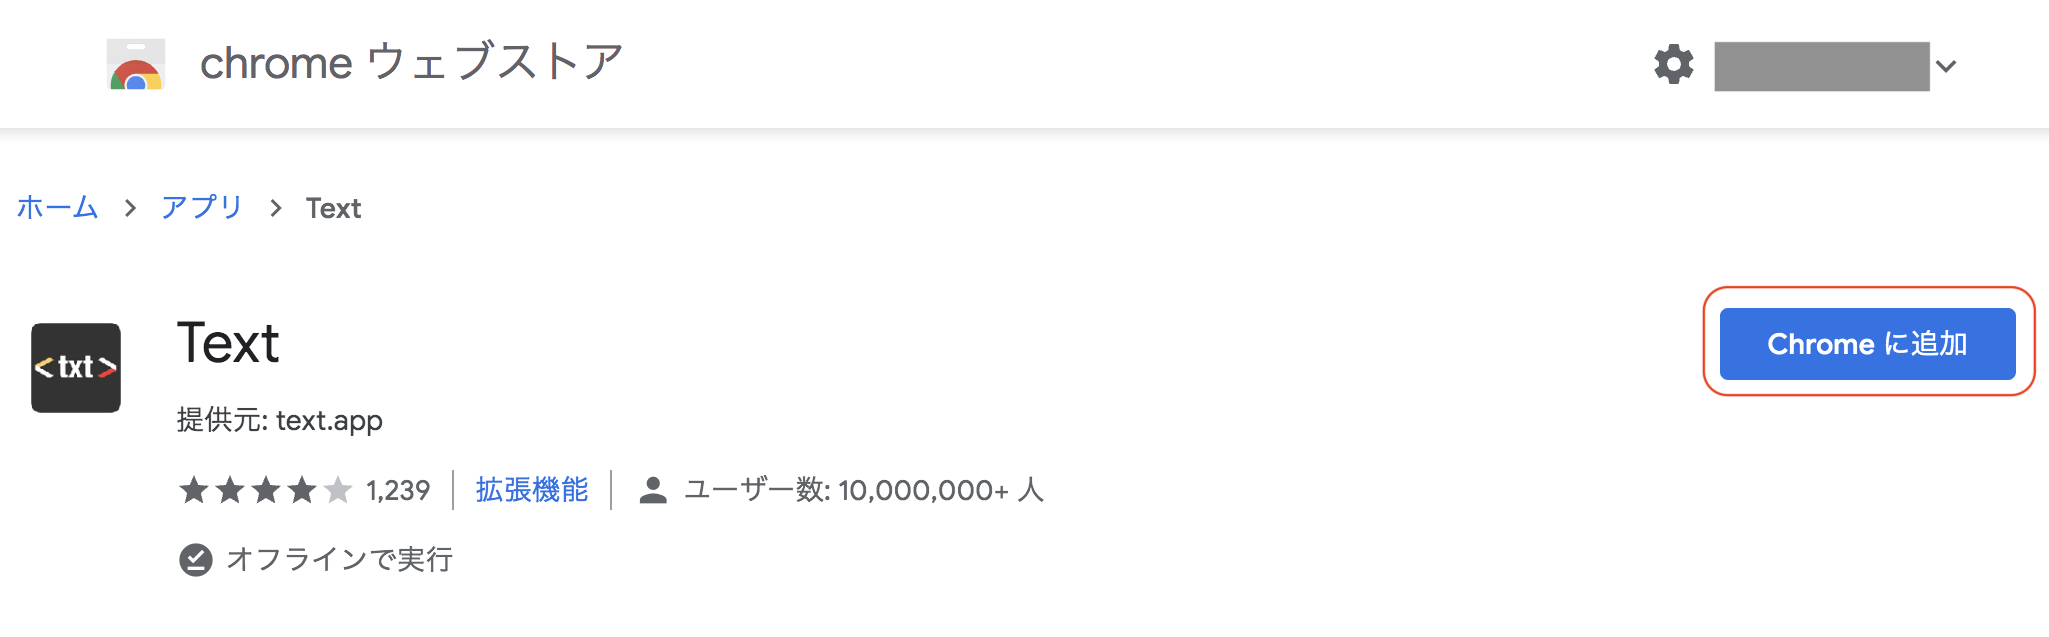 chrome ウェブストア
ホーム > アプリ > Text
<txt>
Text
Chrome に追加
提供元: text.app
1,239 | 拡張機能 | ユーザー数: 10,000,000+ 人
オフラインで実行